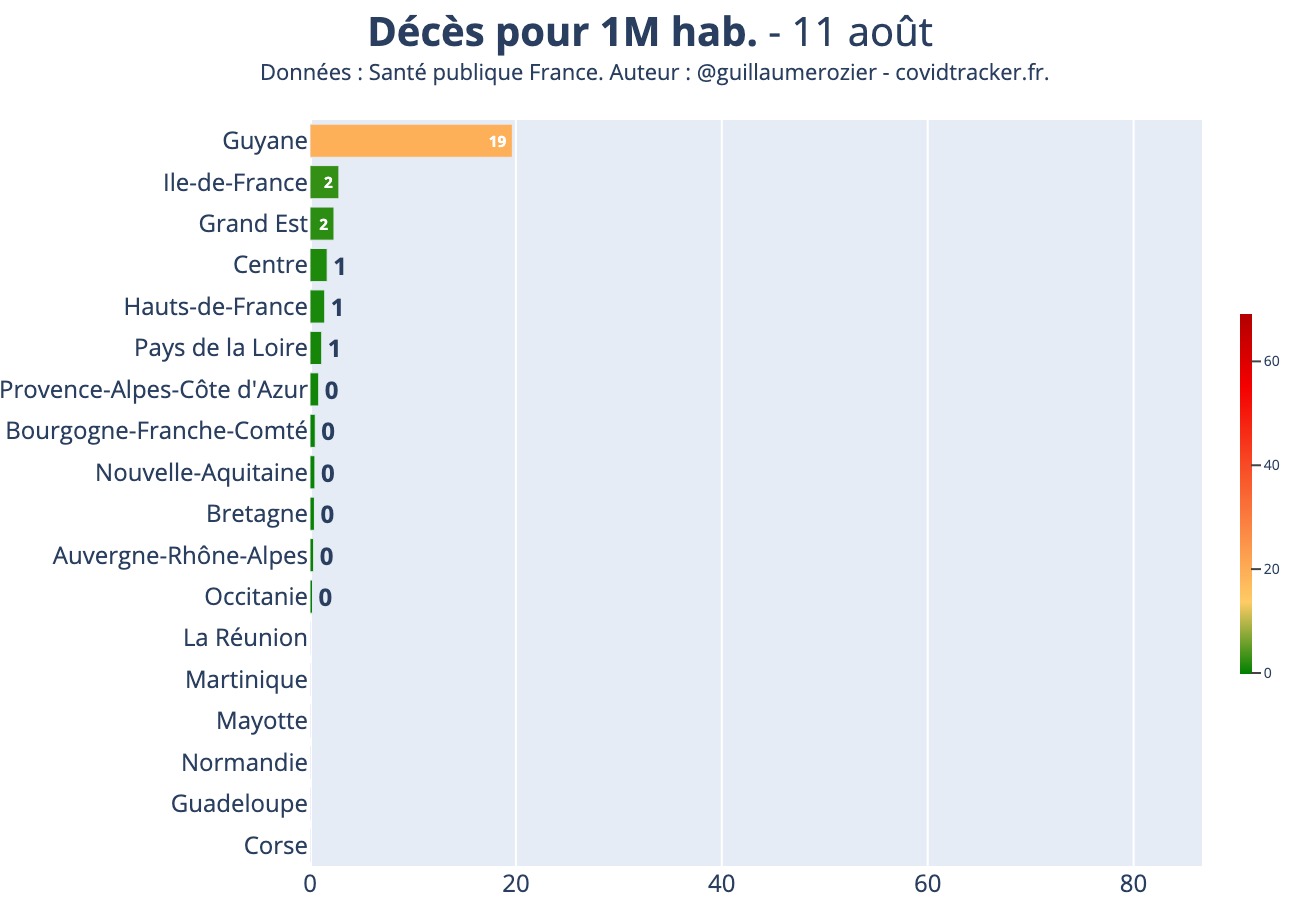 Décès pour 1M hab. - 11 août
Données : Santé publique France. Auteur : @guillaumerozier - covidtracker.fr.
Guyane 19
Ile-de-France 2
Grand Est 2
Centre 1
Hauts-de-France 1
Pays de la Loire 1
Provence-Alpes-Côte d'Azur 0
Bourgogne-Franche-Comté 0
Nouvelle-Aquitaine 0
Bretagne 0
Auvergne-Rhône-Alpes 0
Occitanie 0
La Réunion
Martinique
Mayotte
Normandie
Guadeloupe
Corse
0 20 40 60 80
60
40
20
0